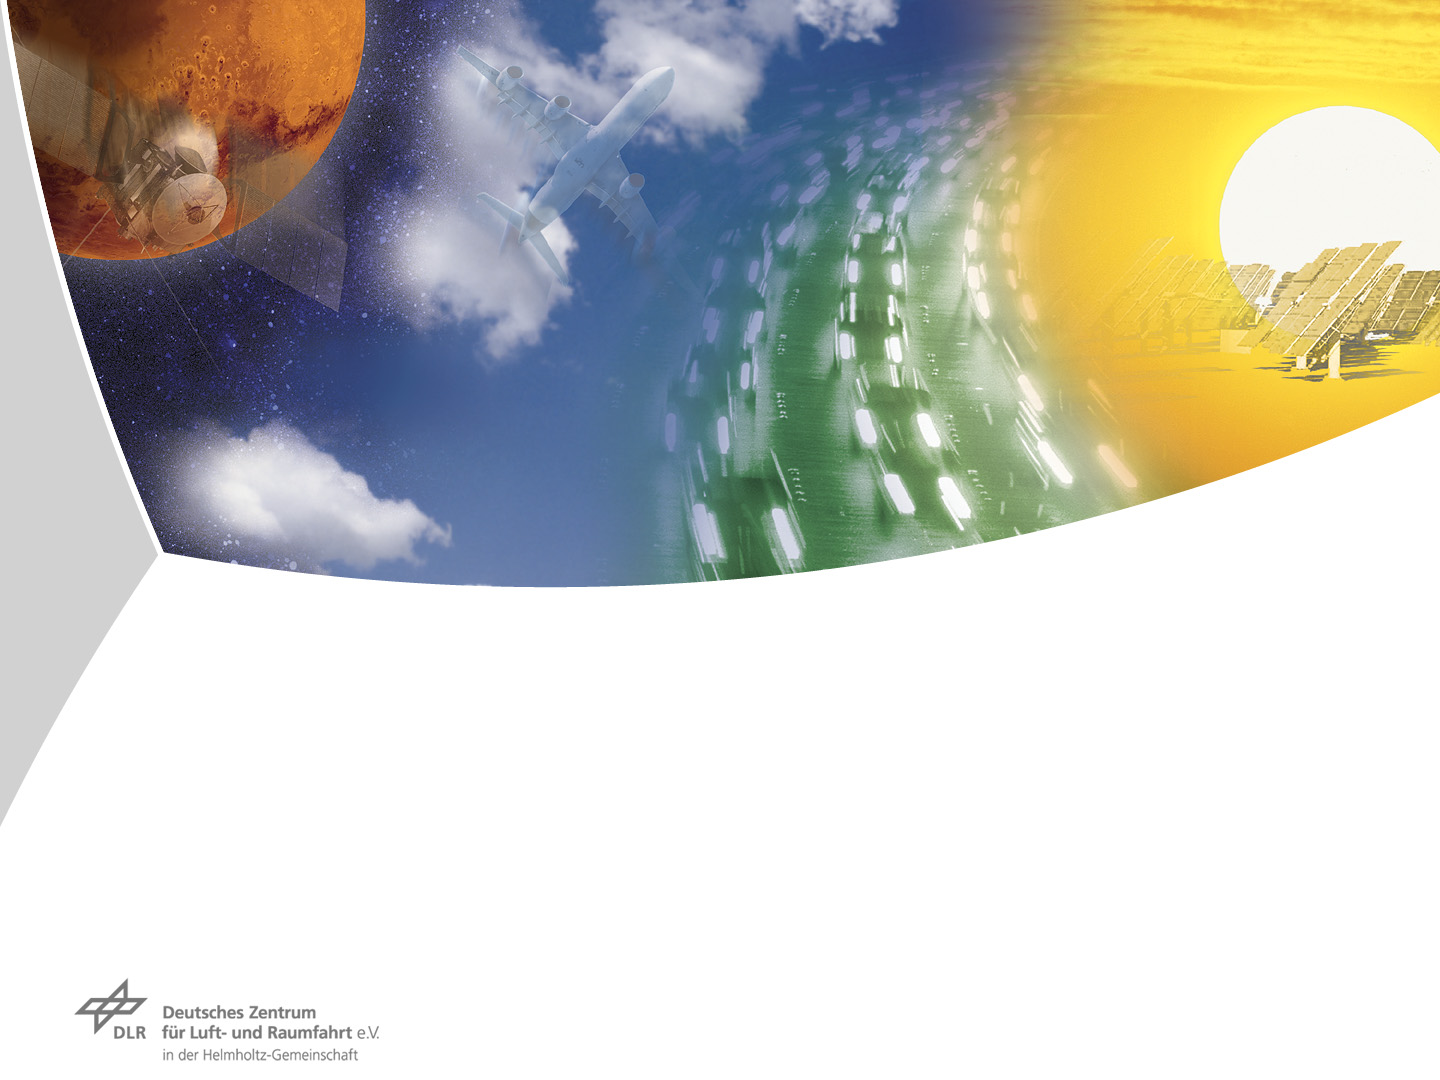 DLR
Deutsches Zentrum
für Luft- und Raumfahrt e.V.
in der Helmholtz-Gemeinschaft